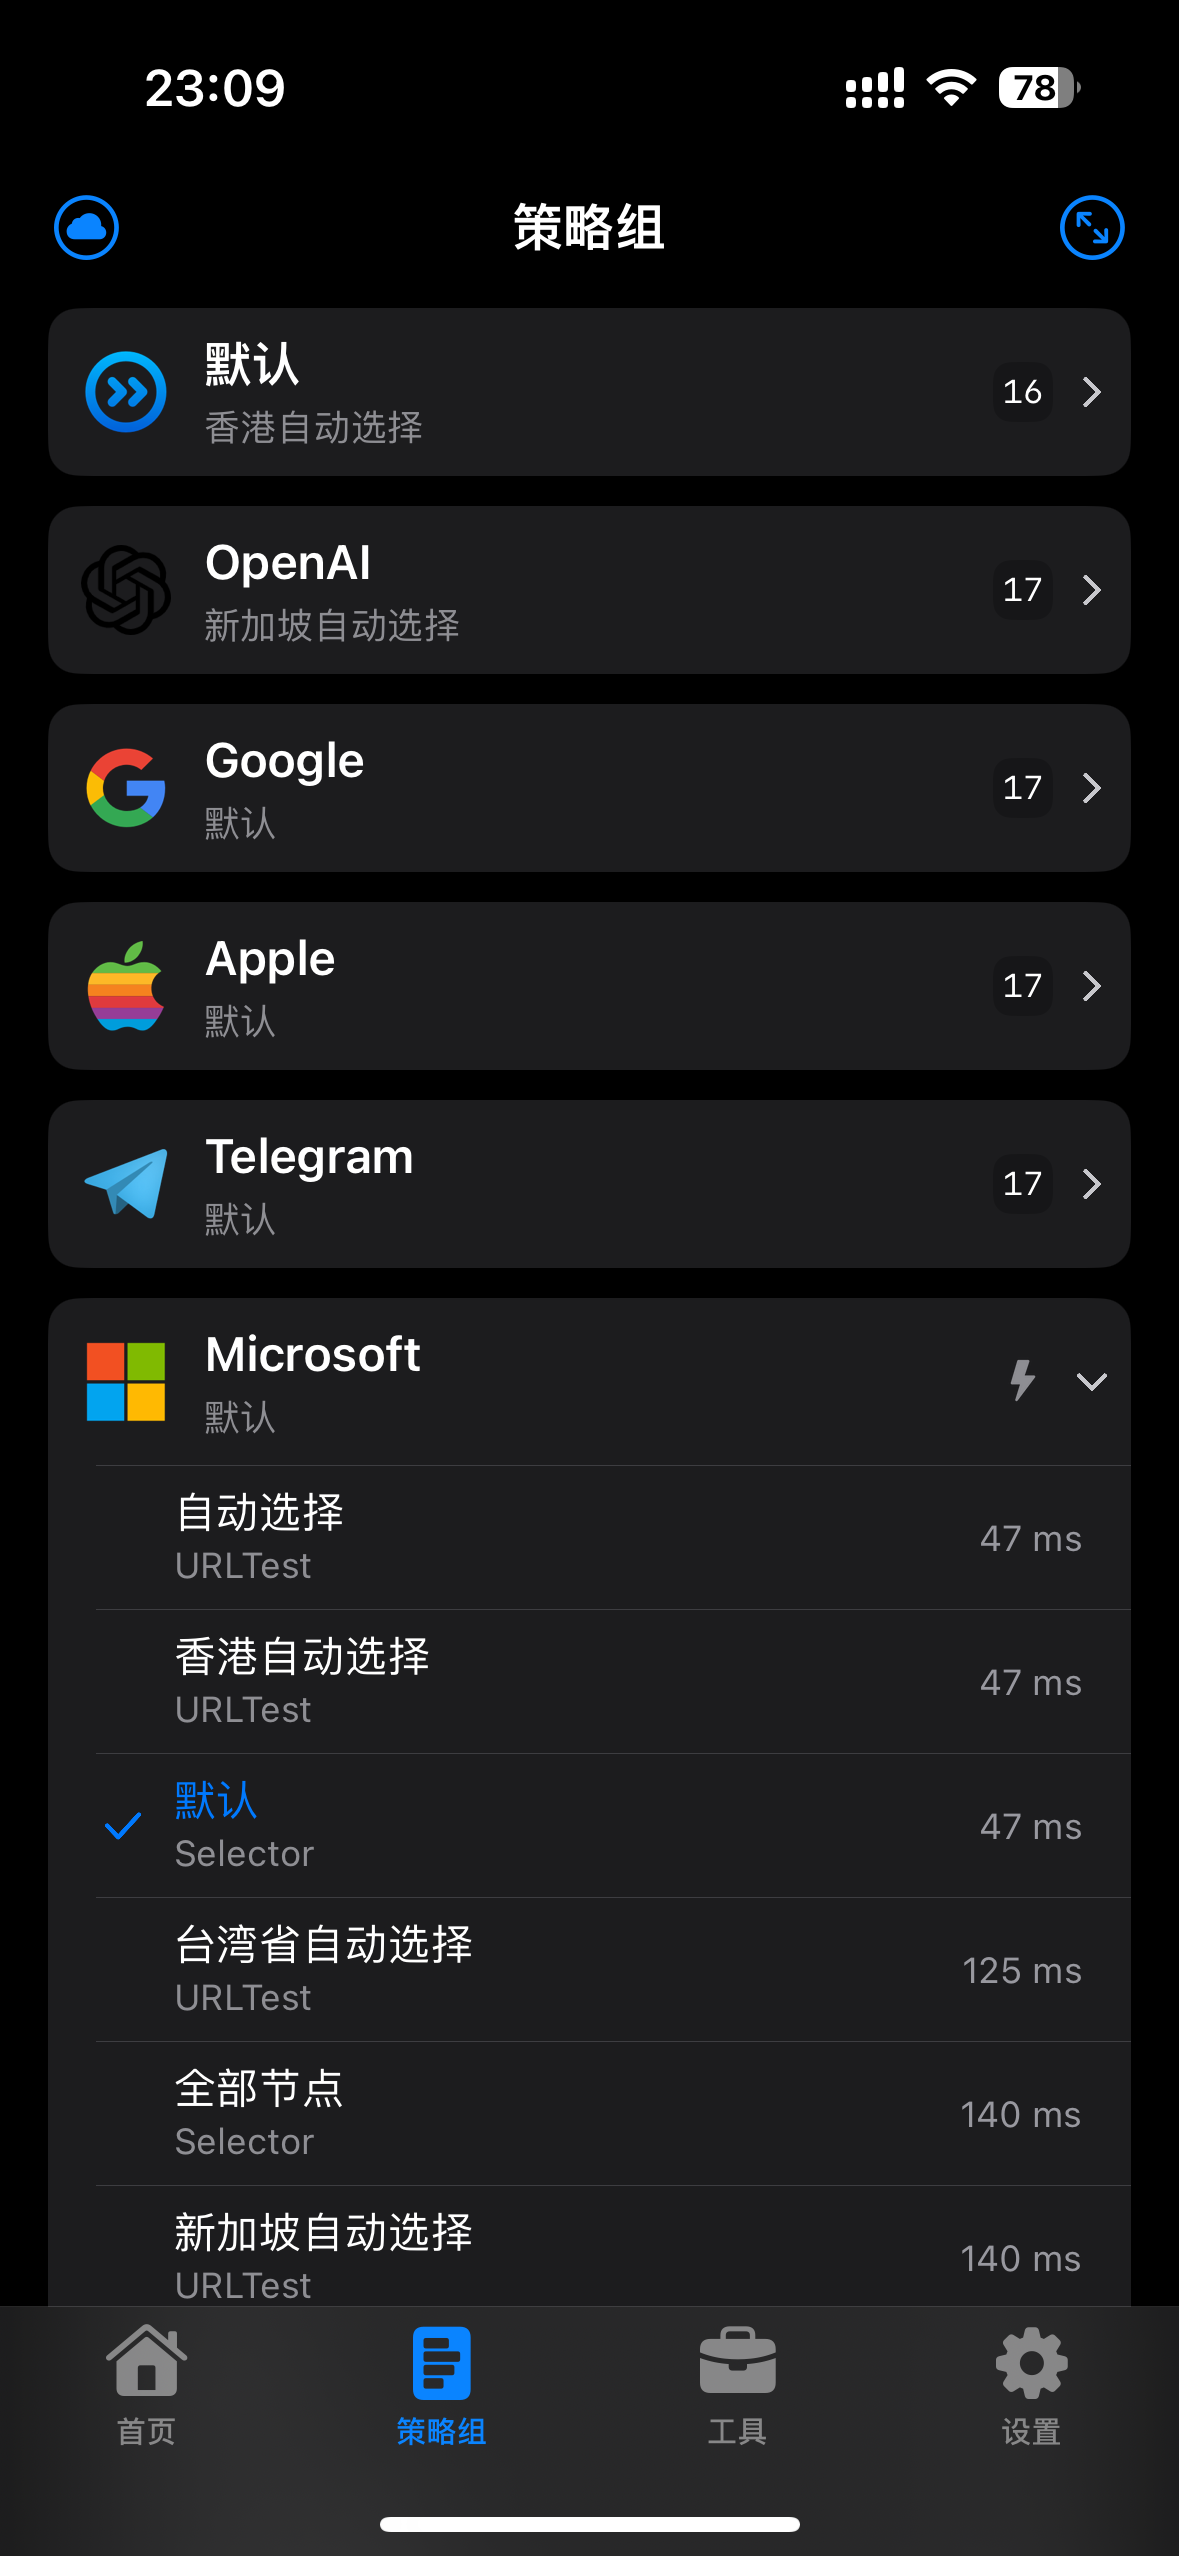 23:09
78
策略组
默认
16
香港自动选择
OpenAI
17
新加坡自动选择
Google
17
默认
Apple
17
默认
Telegram
17
默认
Microsoft
默认
自动选择
47 ms
URLTest
香港自动选择
47 ms
URLTest
默认
47 ms
Selector
台湾省自动选择
125 ms
URLTest
全部节点
140 ms
Selector
新加坡自动选择
140 ms
URLTest
首页
策略组
工具
设置